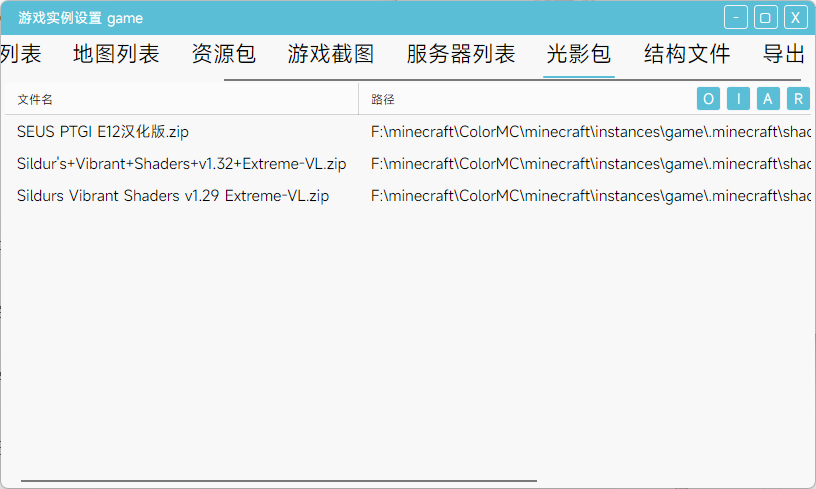 游戏实例设置 game - X
列表 地图列表 资源包 游戏截图 服务器列表 光影包 结构文件 导出
文件名 路径 O I A R
SEUS PTGI E12汉化版.zip F:\minecraft\ColorMC\minecraft\instances\game\.minecraft\shad
Sildur's+Vibrant+Shaders+v1.32+Extreme-VL.zip F:\minecraft\ColorMC\minecraft\instances\game\.minecraft\shad
Sildurs Vibrant Shaders v1.29 Extreme-VL.zip F:\minecraft\ColorMC\minecraft\instances\game\.minecraft\shad